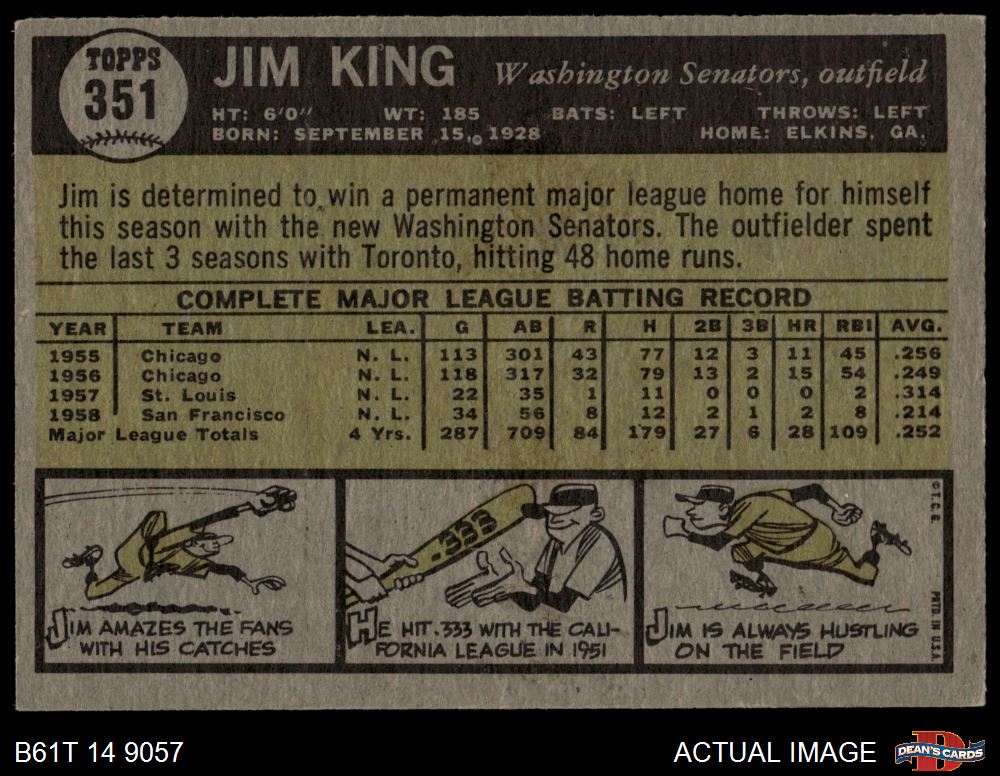 TOPPS
351
JIM KING Washington Senators, outfield
HT: 6'0" WT: 185 BATS: LEFT THROWS: LEFT
BORN: SEPTEMBER 15, 1928 HOME: ELKINS, GA.
Jim is determined to win a permanent major league home for himself
this season with the new Washington Senators. The outfielder spent
the last 3 seasons with Toronto, hitting 48 home runs.
COMPLETE MAJOR LEAGUE BATTING RECORD
YEAR TEAM LEA. G AB R H 2B 3B HR RBI AVG.
1955 Chicago N. L. 113 301 43 77 12 3 11 45 .256
1956 Chicago N. L. 118 317 32 79 13 2 15 54 .249
1957 St. Louis N. L. 22 35 1 11 0 0 0 2 .314
1958 San Francisco N. L. 34 56 8 12 2 1 2 8 .214
Major League Totals 4 Yrs. 287 709 84 179 27 6 28 109 .252
JIM AMAZES THE FANS
WITH HIS CATCHES
.333
HE HIT .333 WITH THE CALI-
FORNIA LEAGUE IN 1951
JIM IS ALWAYS HUSTLING
ON THE FIELD
© T. C. G.
PRTD. IN U.S.A.
B61T 14 9057
ACTUAL IMAGE
DEAN'S CARDS